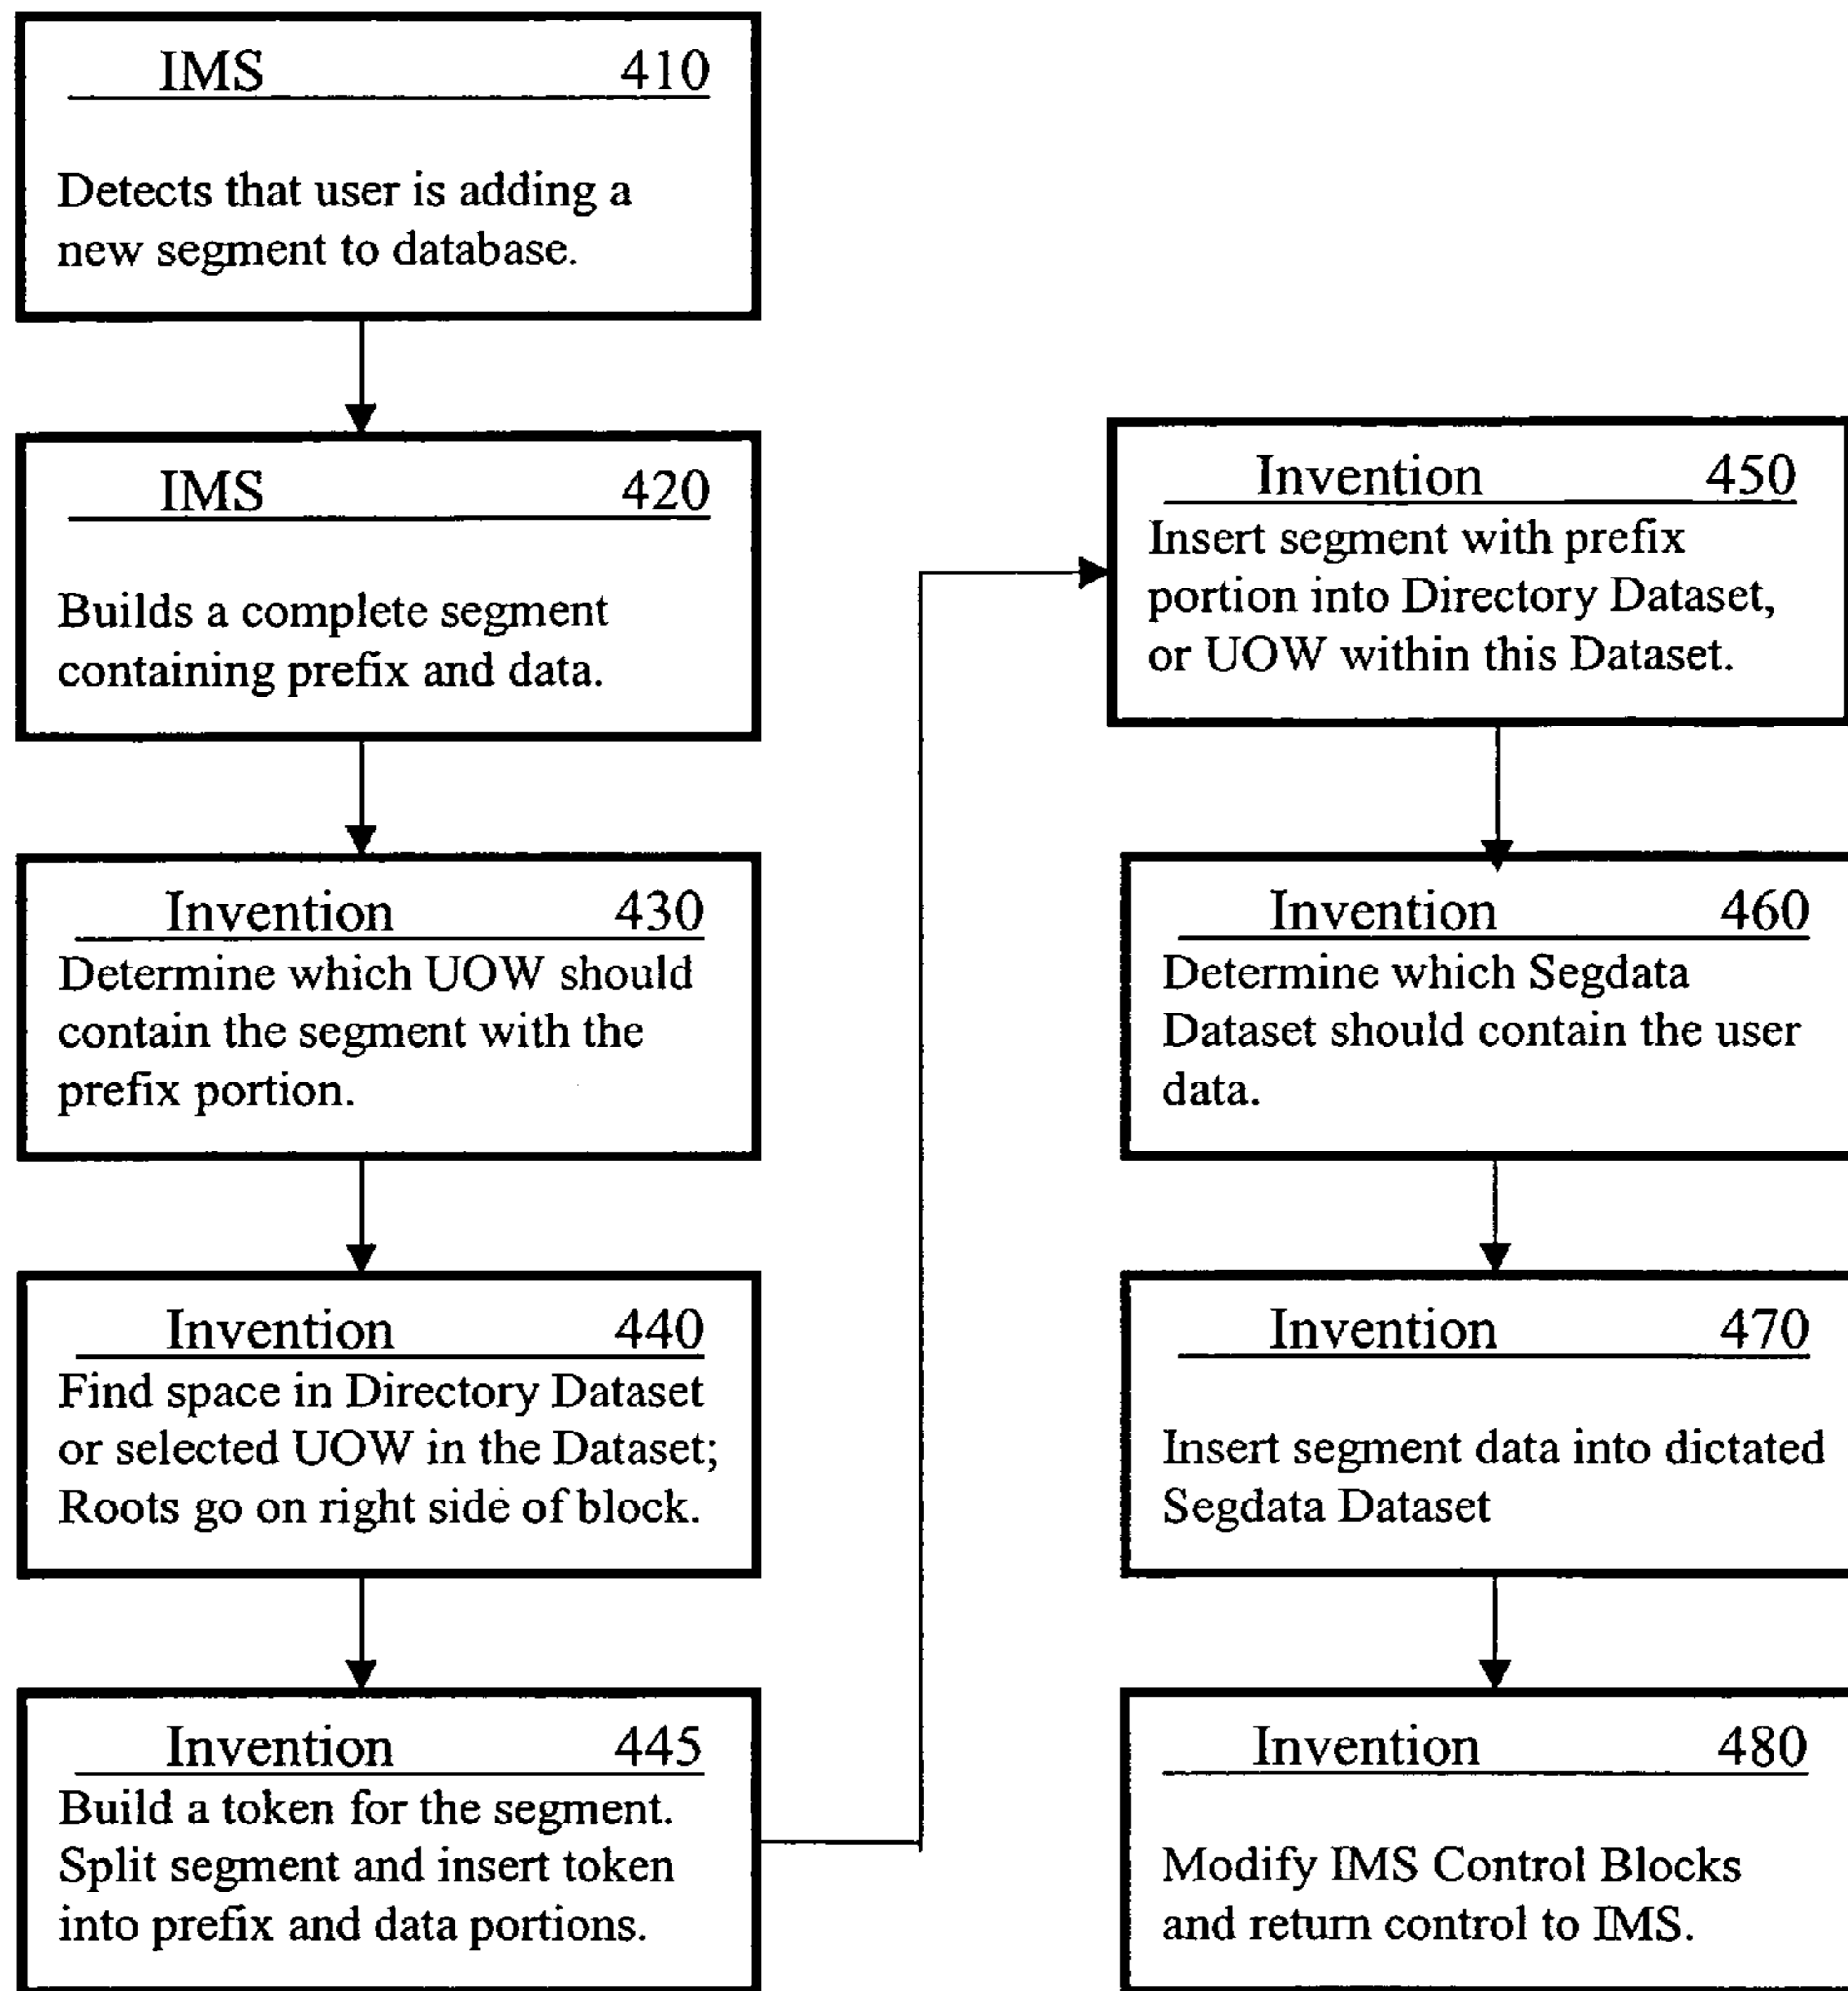 IMS 410
Detects that user is adding a
new segment to database.
IMS 420
Builds a complete segment
containing prefix and data.
Invention 430
Determine which UOW should
contain the segment with the
prefix portion.
Invention 440
Find space in Directory Dataset
or selected UOW in the Dataset;
Roots go on right side of block.
Invention 445
Build a token for the segment.
Split segment and insert token
into prefix and data portions.
Invention 450
Insert segment with prefix
portion into Directory Dataset,
or UOW within this Dataset.
Invention 460
Determine which Segdata
Dataset should contain the user
data.
Invention 470
Insert segment data into dictated
Segdata Dataset
Invention 480
Modify IMS Control Blocks
and return control to IMS.